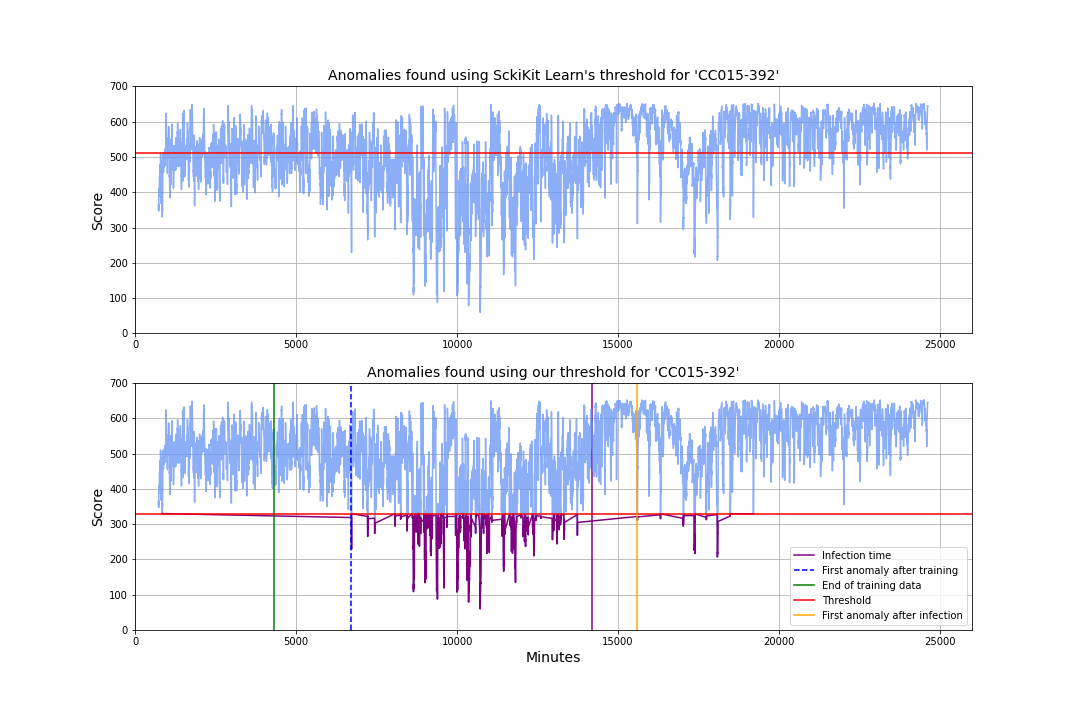 Anomalies found using SckiKit Learn's threshold for 'CC015-392'
700
600
500
400
300
200
100
0
Score
0 5000 10000 15000 20000 25000
Anomalies found using our threshold for 'CC015-392'
700
600
500
400
300
200
100
0
Score
Infection time
First anomaly after training
End of training data
Threshold
First anomaly after infection
0 5000 10000 15000 20000 25000
Minutes